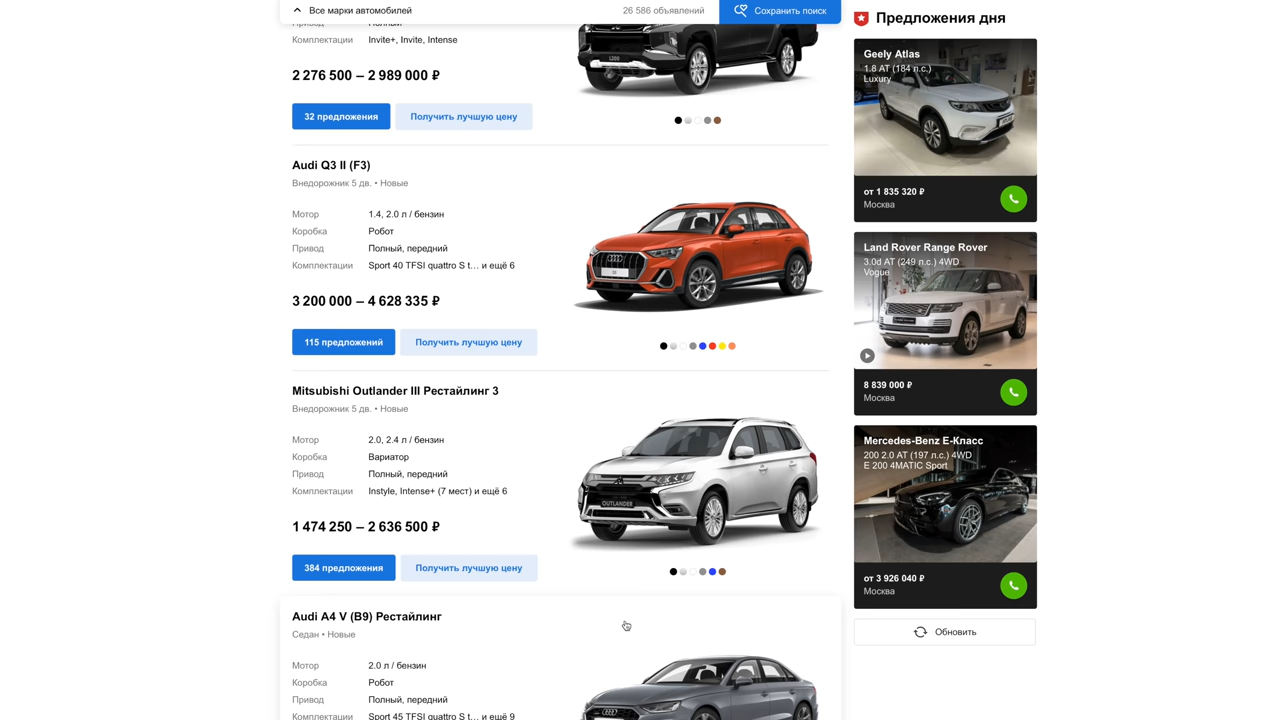 Все марки автомобилей
26 586 объявлений
Сохранить поиск
Привод Полный
Комплектации Invite+, Invite, Intense
2 276 500 – 2 989 000 ₽
32 предложения
Получить лучшую цену
L200
Audi Q3 II (F3)
Внедорожник 5 дв. • Новые
Мотор 1.4, 2.0 л / бензин
Коробка Робот
Привод Полный, передний
Комплектации Sport 40 TFSI quattro S t… и ещё 6
3 200 000 – 4 628 335 ₽
115 предложений
Получить лучшую цену
Mitsubishi Outlander III Рестайлинг 3
Внедорожник 5 дв. • Новые
Мотор 2.0, 2.4 л / бензин
Коробка Вариатор
Привод Полный, передний
Комплектации Instyle, Intense+ (7 мест) и ещё 6
1 474 250 – 2 636 500 ₽
384 предложения
Получить лучшую цену
OUTLANDER
Audi A4 V (B9) Рестайлинг
Седан • Новые
Мотор 2.0 л / бензин
Коробка Робот
Привод Полный, передний
Комплектации Sport 45 TFSI quattro S t… и ещё 9
Предложения дня
Geely Atlas
1.8 AT (184 л.с.)
Luxury
от 1 835 320 ₽
Москва
Land Rover Range Rover
3.0d AT (249 л.с.) 4WD
Vogue
8 839 000 ₽
Москва
Mercedes-Benz E-Класс
200 2.0 AT (197 л.с.) 4WD
E 200 4MATIC Sport
от 3 926 040 ₽
Москва
Обновить